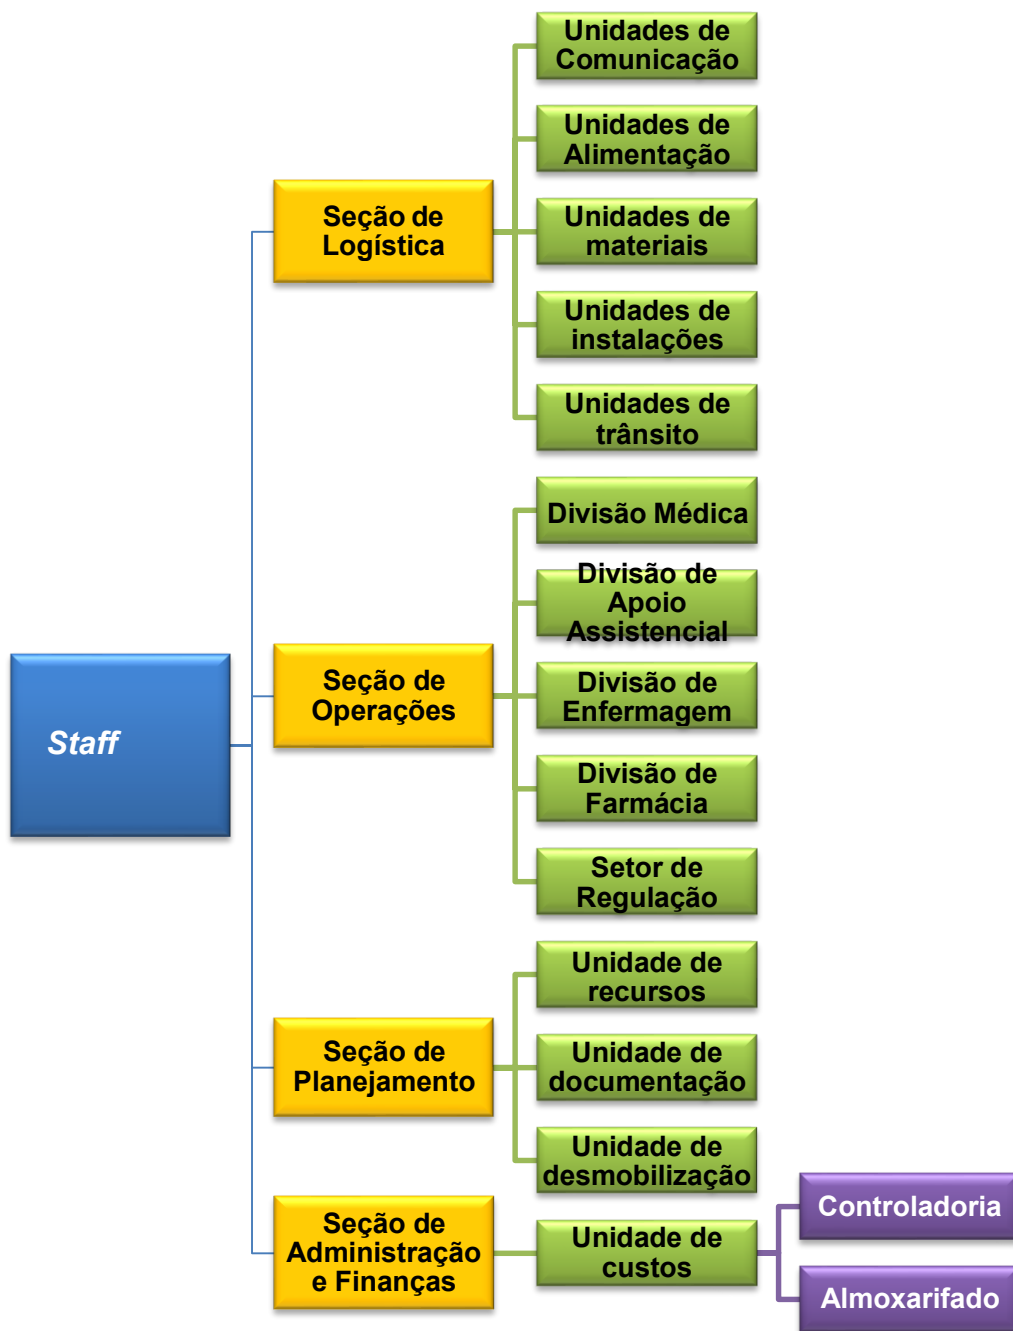 Staff
Seção de
Logística
Unidades de
Comunicação
Unidades de
Alimentação
Unidades de
materiais
Unidades de
instalações
Unidades de
trânsito
Seção de
Operações
Divisão Médica
Divisão de
Apoio
Assistencial
Divisão de
Enfermagem
Divisão de
Farmácia
Setor de
Regulação
Seção de
Planejamento
Unidade de
recursos
Unidade de
documentação
Unidade de
desmobilização
Seção de
Administração
e Finanças
Unidade de
custos
Controladoria
Almoxarifado